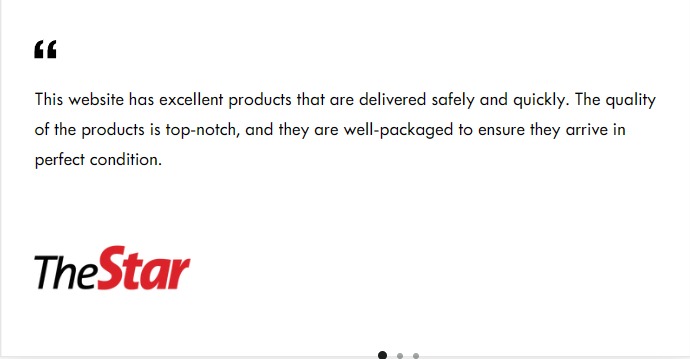 “
This website has excellent products that are delivered safely and quickly. The quality
of the products is top-notch, and they are well-packaged to ensure they arrive in
perfect condition.
TheStar